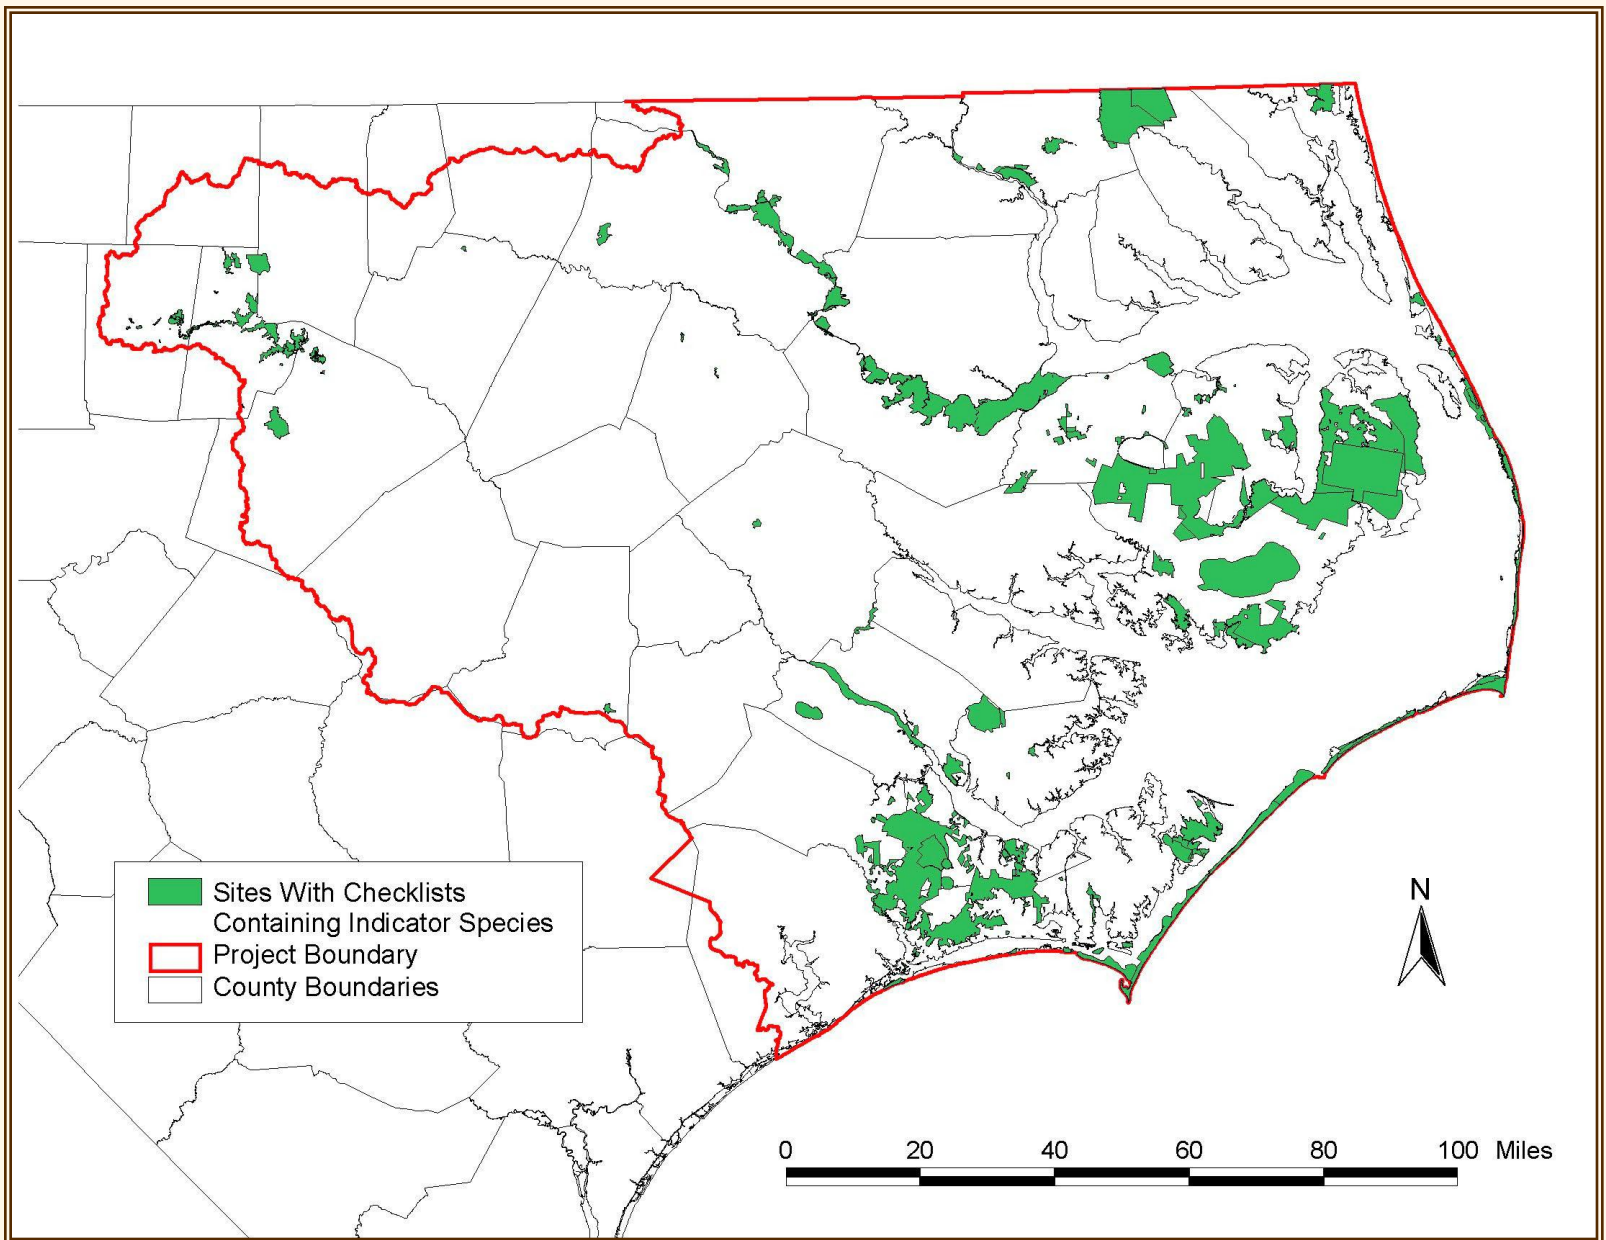 Sites With Checklists
Containing Indicator Species
Project Boundary
County Boundaries
N
0 20 40 60 80 100 Miles